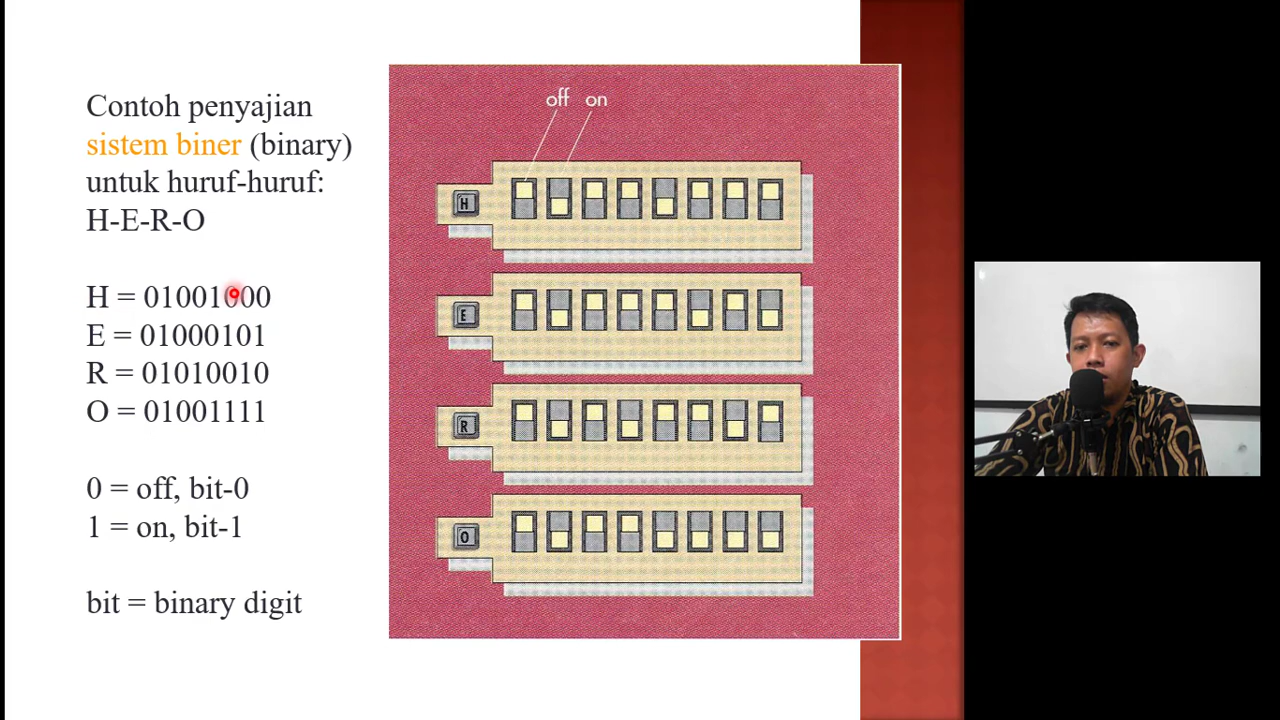 Contoh penyajian
sistem biner (binary)
untuk huruf-huruf:
H-E-R-O
H = 01001000
E = 01000101
R = 01010010
O = 01001111
0 = off, bit-0
1 = on, bit-1
bit = binary digit
off on
H
E
R
O